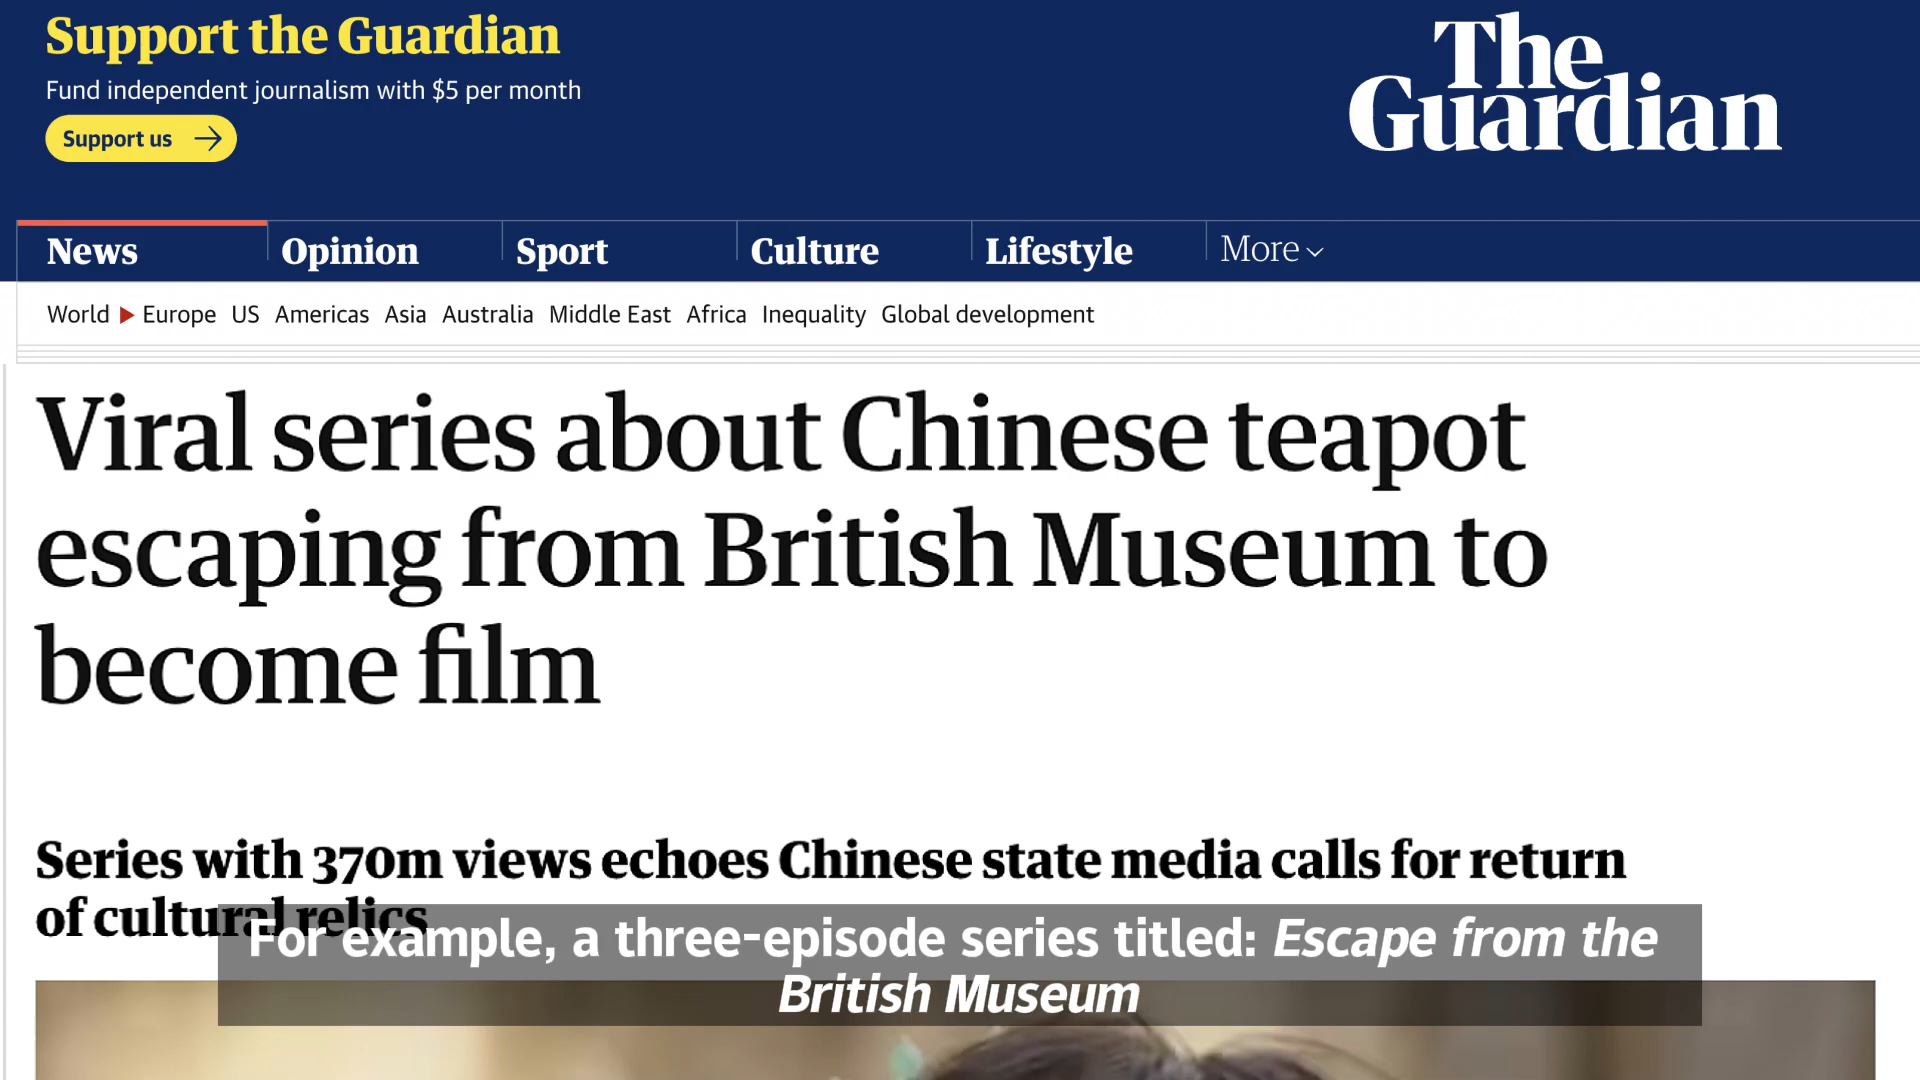 Support the Guardian
Fund independent journalism with $5 per month
Support us
The
Guardian
News Opinion Sport Culture Lifestyle More
World Europe US Americas Asia Australia Middle East Africa Inequality Global development
Viral series about Chinese teapot
escaping from British Museum to
become film
Series with 370m views echoes Chinese state media calls for return
of cultural relics
For example, a three-episode series titled: Escape from the
British Museum